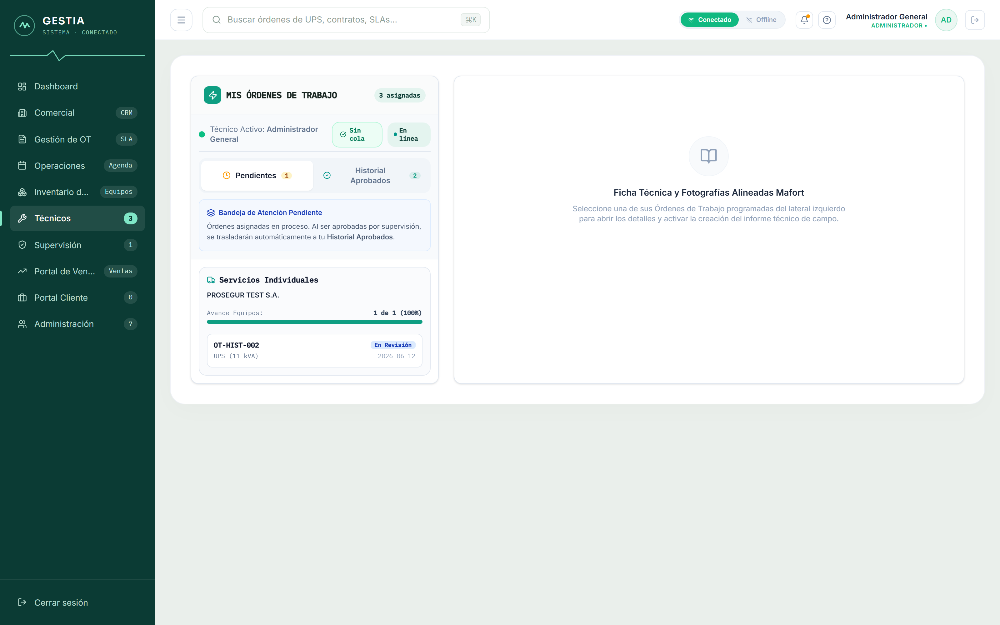 GESTIA
SISTEMA · CONECTADO
Dashboard
Comercial CRM
Gestión de OT SLA
Operaciones Agenda
Inventario d... Equipos
Técnicos 3
Supervisión 1
Portal de Ven... Ventas
Portal Cliente 0
Administración 7
Cerrar sesión
Buscar órdenes de UPS, contratos, SLAs... ⌘K
Conectado Offline
Administrador General
ADMINISTRADOR •
AD
MIS ÓRDENES DE TRABAJO 3 asignadas
Técnico Activo: Administrador
General
Sin
cola
En
línea
Pendientes 1
Historial
Aprobados
2
Bandeja de Atención Pendiente
Órdenes asignadas en proceso. Al ser aprobadas por supervisión,
se trasladarán automáticamente a tu Historial Aprobados.
Servicios Individuales
PROSEGUR TEST S.A.
Avance Equipos: 1 de 1 (100%)
OT-HIST-002 En Revisión
UPS (11 kVA) 2026-06-12
Ficha Técnica y Fotografías Alineadas Mafort
Seleccione una de sus Órdenes de Trabajo programadas del lateral izquierdo
para abrir los detalles y activar la creación del informe técnico de campo.